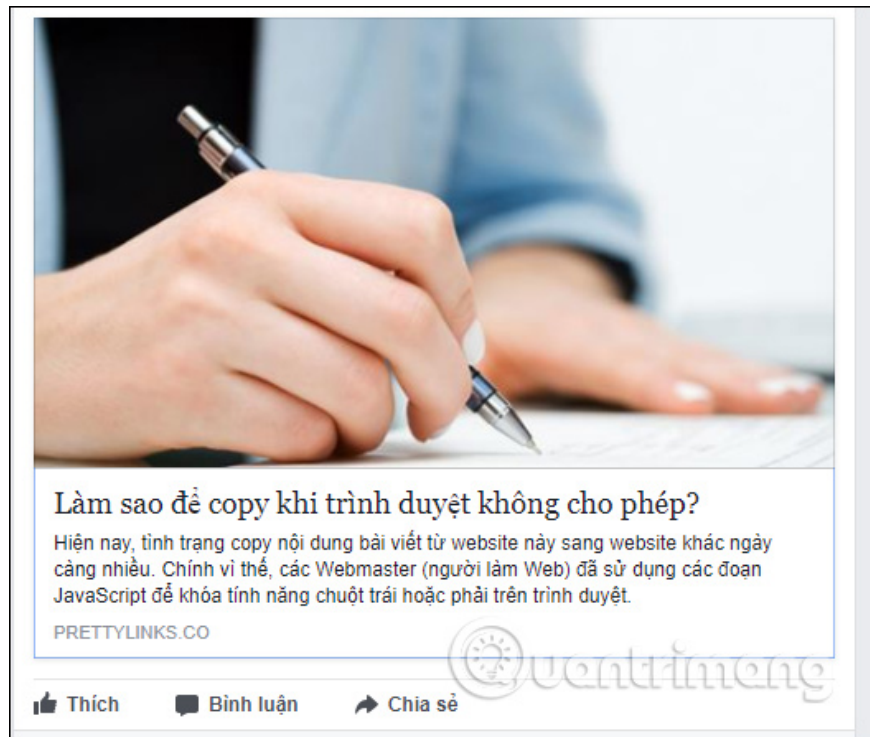 Làm sao để copy khi trình duyệt không cho phép?
Hiện nay, tình trạng copy nội dung bài viết từ website này sang website khác ngày
càng nhiều. Chính vì thế, các Webmaster (người làm Web) đã sử dụng các đoạn
JavaScript để khóa tính năng chuột trái hoặc phải trên trình duyệt.
PRETTYLINKS.CO
Quantrimang
Thích
Bình luận
Chia sẻ